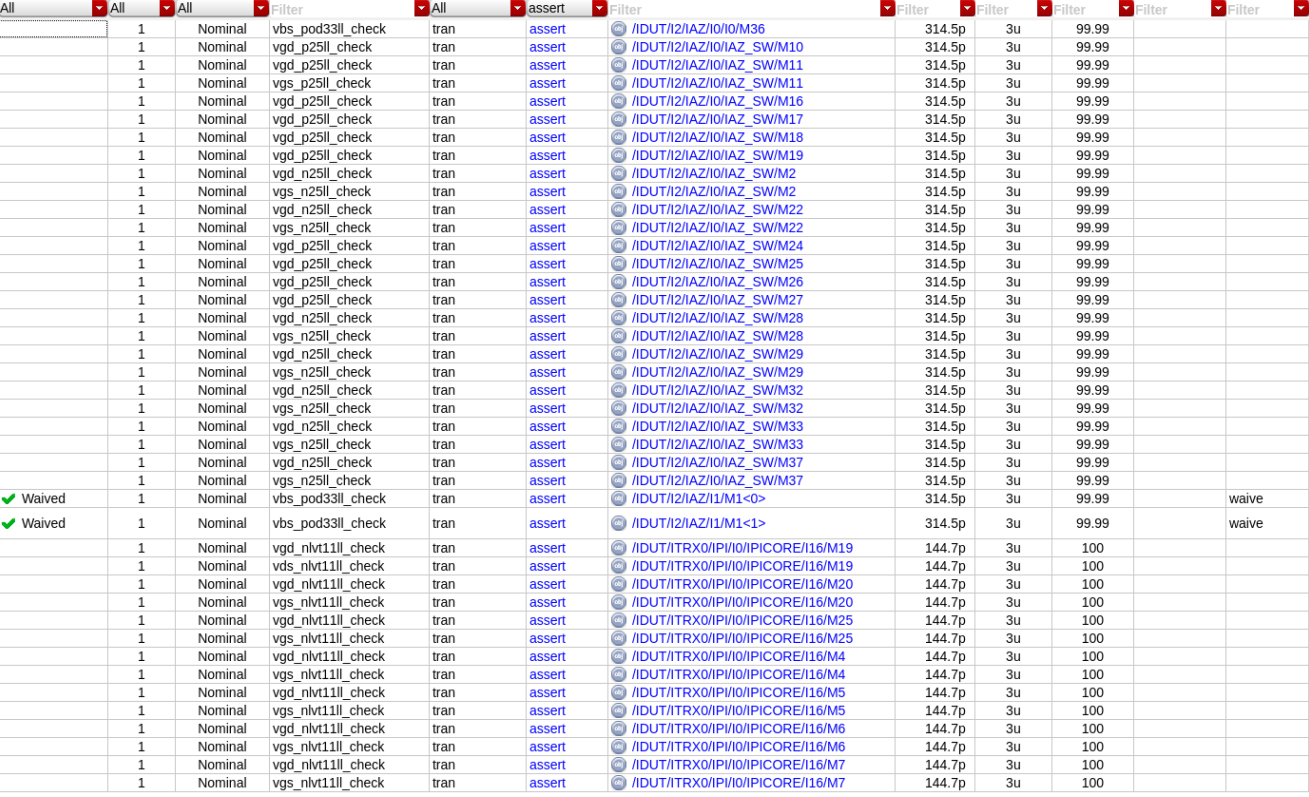 All All All Filter All assert Filter Filter Filter Filter Filter Filter
1 Nominal vbs_pod33ll_check tran assert /IDUT/I2/IAZ/I0/I0/M36 314.5p 3u 99.99
1 Nominal vgd_p25ll_check tran assert /IDUT/I2/IAZ/I0/IAZ_SW/M10 314.5p 3u 99.99
1 Nominal vgd_p25ll_check tran assert /IDUT/I2/IAZ/I0/IAZ_SW/M11 314.5p 3u 99.99
1 Nominal vgs_p25ll_check tran assert /IDUT/I2/IAZ/I0/IAZ_SW/M11 314.5p 3u 99.99
1 Nominal vgd_p25ll_check tran assert /IDUT/I2/IAZ/I0/IAZ_SW/M16 314.5p 3u 99.99
1 Nominal vgd_p25ll_check tran assert /IDUT/I2/IAZ/I0/IAZ_SW/M17 314.5p 3u 99.99
1 Nominal vgd_p25ll_check tran assert /IDUT/I2/IAZ/I0/IAZ_SW/M18 314.5p 3u 99.99
1 Nominal vgd_p25ll_check tran assert /IDUT/I2/IAZ/I0/IAZ_SW/M19 314.5p 3u 99.99
1 Nominal vgd_n25ll_check tran assert /IDUT/I2/IAZ/I0/IAZ_SW/M2 314.5p 3u 99.99
1 Nominal vgs_n25ll_check tran assert /IDUT/I2/IAZ/I0/IAZ_SW/M2 314.5p 3u 99.99
1 Nominal vgd_n25ll_check tran assert /IDUT/I2/IAZ/I0/IAZ_SW/M22 314.5p 3u 99.99
1 Nominal vgs_n25ll_check tran assert /IDUT/I2/IAZ/I0/IAZ_SW/M22 314.5p 3u 99.99
1 Nominal vgd_p25ll_check tran assert /IDUT/I2/IAZ/I0/IAZ_SW/M24 314.5p 3u 99.99
1 Nominal vgd_p25ll_check tran assert /IDUT/I2/IAZ/I0/IAZ_SW/M25 314.5p 3u 99.99
1 Nominal vgd_p25ll_check tran assert /IDUT/I2/IAZ/I0/IAZ_SW/M26 314.5p 3u 99.99
1 Nominal vgd_p25ll_check tran assert /IDUT/I2/IAZ/I0/IAZ_SW/M27 314.5p 3u 99.99
1 Nominal vgd_n25ll_check tran assert /IDUT/I2/IAZ/I0/IAZ_SW/M28 314.5p 3u 99.99
1 Nominal vgs_n25ll_check tran assert /IDUT/I2/IAZ/I0/IAZ_SW/M28 314.5p 3u 99.99
1 Nominal vgd_n25ll_check tran assert /IDUT/I2/IAZ/I0/IAZ_SW/M29 314.5p 3u 99.99
1 Nominal vgs_n25ll_check tran assert /IDUT/I2/IAZ/I0/IAZ_SW/M29 314.5p 3u 99.99
1 Nominal vgd_n25ll_check tran assert /IDUT/I2/IAZ/I0/IAZ_SW/M32 314.5p 3u 99.99
1 Nominal vgs_n25ll_check tran assert /IDUT/I2/IAZ/I0/IAZ_SW/M32 314.5p 3u 99.99
1 Nominal vgd_n25ll_check tran assert /IDUT/I2/IAZ/I0/IAZ_SW/M33 314.5p 3u 99.99
1 Nominal vgs_n25ll_check tran assert /IDUT/I2/IAZ/I0/IAZ_SW/M33 314.5p 3u 99.99
1 Nominal vgd_n25ll_check tran assert /IDUT/I2/IAZ/I0/IAZ_SW/M37 314.5p 3u 99.99
1 Nominal vgs_n25ll_check tran assert /IDUT/I2/IAZ/I0/IAZ_SW/M37 314.5p 3u 99.99
Waived 1 Nominal vbs_pod33ll_check tran assert /IDUT/I2/IAZ/I1/M1<0> 314.5p 3u 99.99 waive
Waived 1 Nominal vbs_pod33ll_check tran assert /IDUT/I2/IAZ/I1/M1<1> 314.5p 3u 99.99 waive
1 Nominal vgd_nlvt11ll_check tran assert /IDUT/ITRX0/IPI/I0/IPICORE/I16/M19 144.7p 3u 100
1 Nominal vds_nlvt11ll_check tran assert /IDUT/ITRX0/IPI/I0/IPICORE/I16/M19 144.7p 3u 100
1 Nominal vgd_nlvt11ll_check tran assert /IDUT/ITRX0/IPI/I0/IPICORE/I16/M20 144.7p 3u 100
1 Nominal vgs_nlvt11ll_check tran assert /IDUT/ITRX0/IPI/I0/IPICORE/I16/M20 144.7p 3u 100
1 Nominal vgd_nlvt11ll_check tran assert /IDUT/ITRX0/IPI/I0/IPICORE/I16/M25 144.7p 3u 100
1 Nominal vgs_nlvt11ll_check tran assert /IDUT/ITRX0/IPI/I0/IPICORE/I16/M25 144.7p 3u 100
1 Nominal vgd_nlvt11ll_check tran assert /IDUT/ITRX0/IPI/I0/IPICORE/I16/M4 144.7p 3u 100
1 Nominal vgs_nlvt11ll_check tran assert /IDUT/ITRX0/IPI/I0/IPICORE/I16/M4 144.7p 3u 100
1 Nominal vgd_nlvt11ll_check tran assert /IDUT/ITRX0/IPI/I0/IPICORE/I16/M5 144.7p 3u 100
1 Nominal vgs_nlvt11ll_check tran assert /IDUT/ITRX0/IPI/I0/IPICORE/I16/M5 144.7p 3u 100
1 Nominal vgd_nlvt11ll_check tran assert /IDUT/ITRX0/IPI/I0/IPICORE/I16/M6 144.7p 3u 100
1 Nominal vgs_nlvt11ll_check tran assert /IDUT/ITRX0/IPI/I0/IPICORE/I16/M6 144.7p 3u 100
1 Nominal vgd_nlvt11ll_check tran assert /IDUT/ITRX0/IPI/I0/IPICORE/I16/M7 144.7p 3u 100
1 Nominal vgs_nlvt11ll_check tran assert /IDUT/ITRX0/IPI/I0/IPICORE/I16/M7 144.7p 3u 100